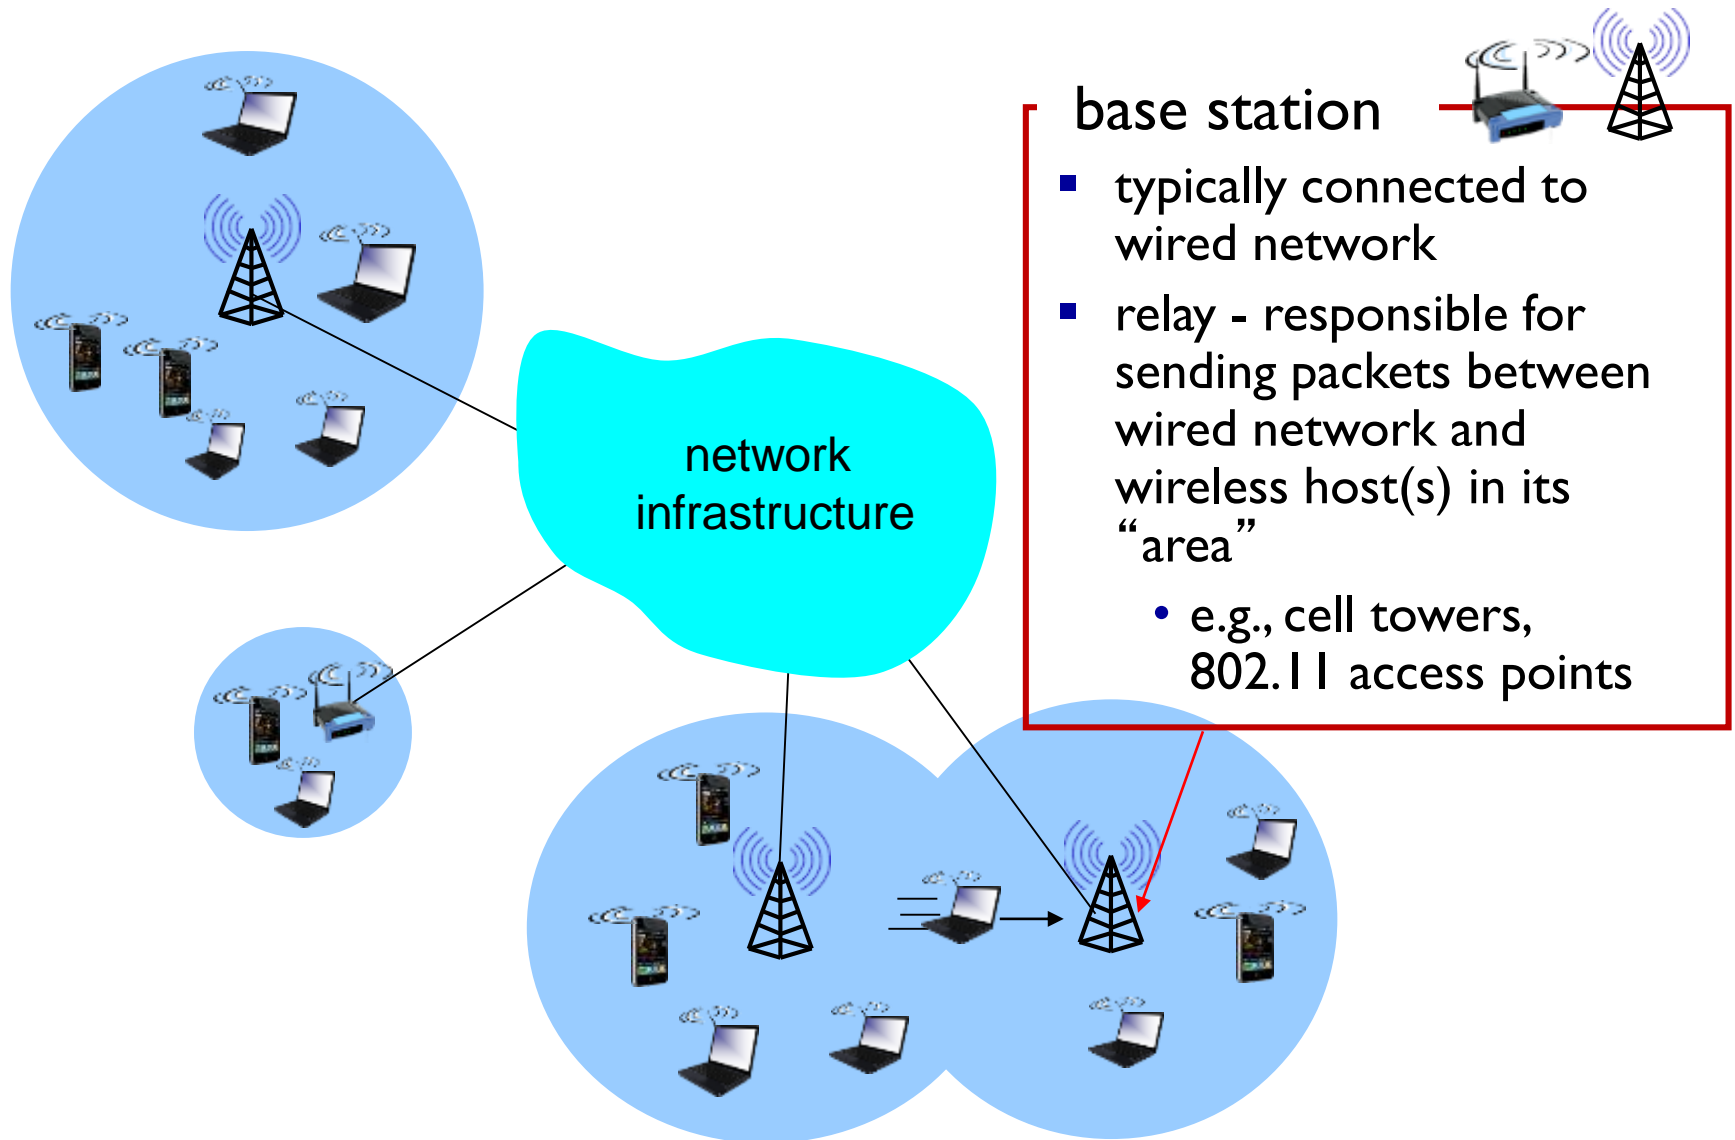 base station
typically connected to
wired network
relay - responsible for
sending packets between
wired network and
wireless host(s) in its
“area”
e.g., cell towers,
802.11 access points
network
infrastructure